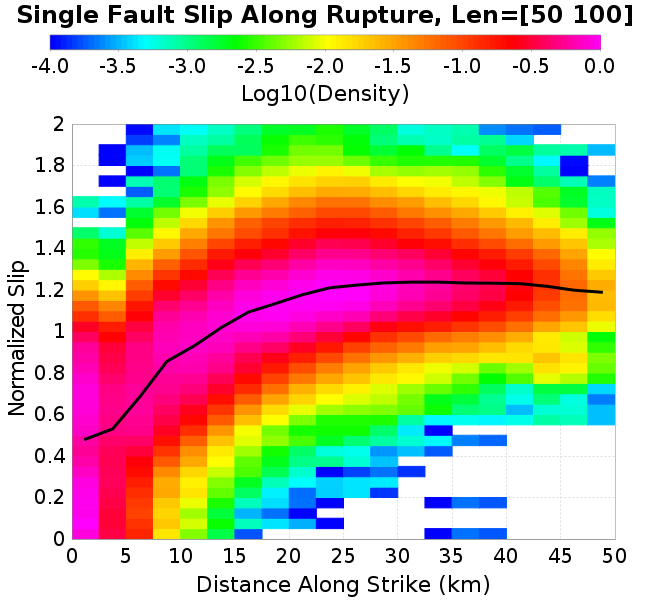 Single Fault Slip Along Rupture, Len=[50 100]
-4.0 -3.5 -3.0 -2.5 -2.0 -1.5 -1.0 -0.5 0.0
Log10(Density)
2
1.8
1.6
1.4
1.2
1
0.8
0.6
0.4
0.2
0
Normalized Slip
0 5 10 15 20 25 30 35 40 45 50
Distance Along Strike (km)